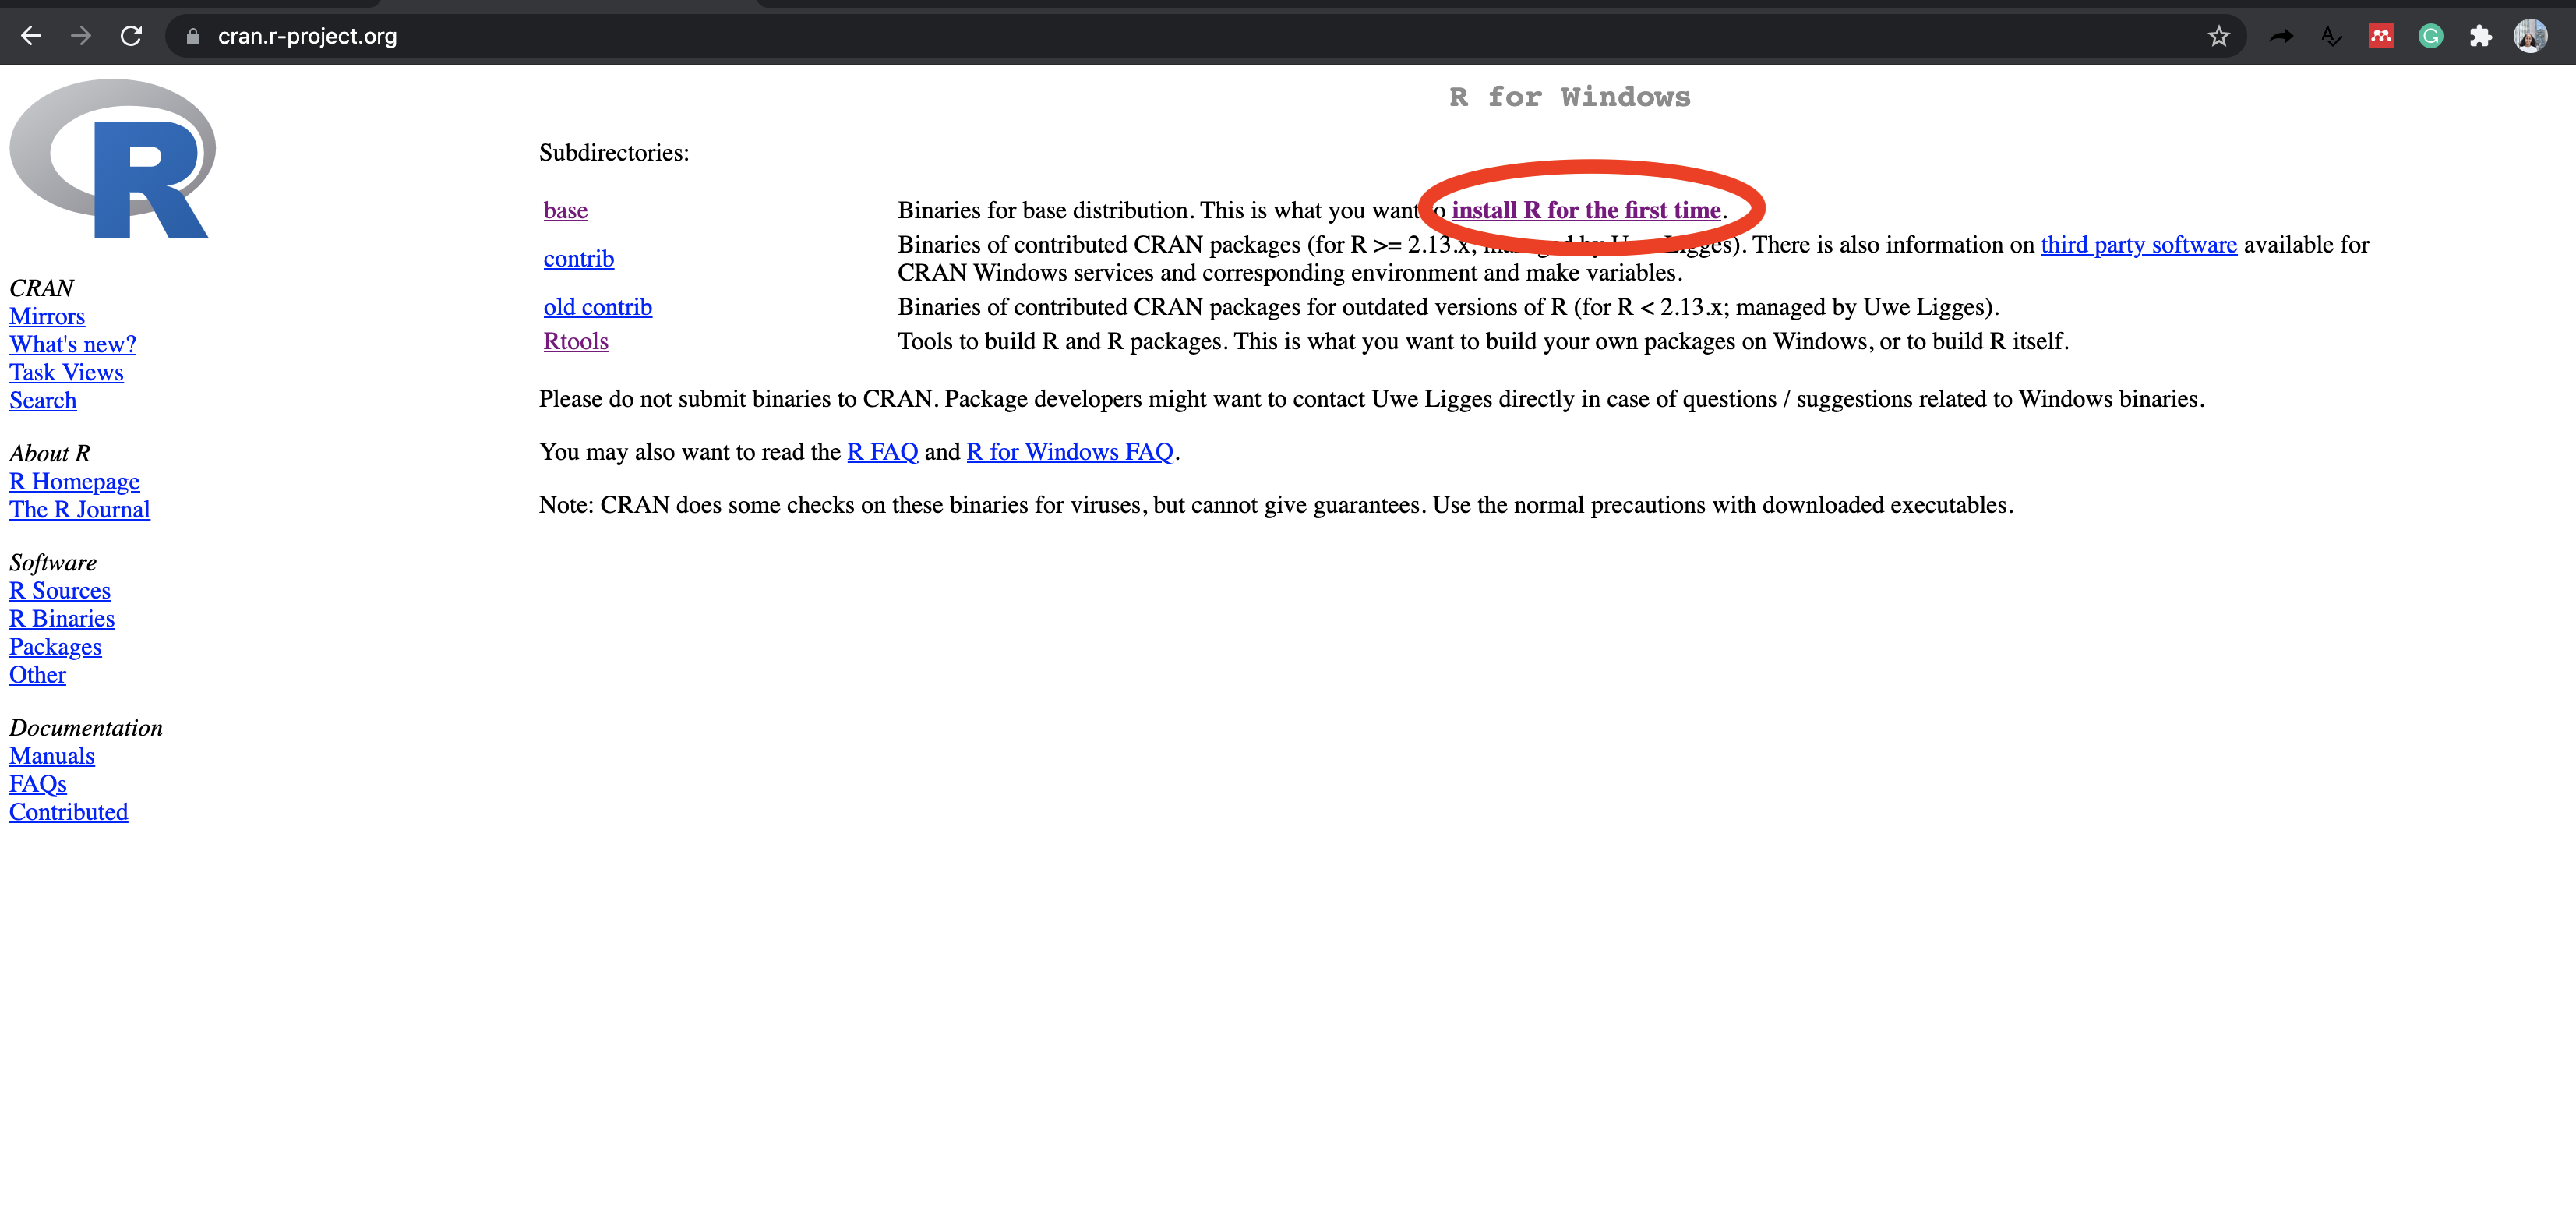 cran.r-project.org
R
CRAN
Mirrors
What's new?
Task Views
Search
About R
R Homepage
The R Journal
Software
R Sources
R Binaries
Packages
Other
Documentation
Manuals
FAQs
Contributed
R for Windows
Subdirectories:
base Binaries for base distribution. This is what you want to install R for the first time.
contrib Binaries of contributed CRAN packages (for R >= 2.13.x; managed by Uwe Ligges). There is also information on third party software available for
CRAN Windows services and corresponding environment and make variables.
old contrib Binaries of contributed CRAN packages for outdated versions of R (for R < 2.13.x; managed by Uwe Ligges).
Rtools Tools to build R and R packages. This is what you want to build your own packages on Windows, or to build R itself.
Please do not submit binaries to CRAN. Package developers might want to contact Uwe Ligges directly in case of questions / suggestions related to Windows binaries.
You may also want to read the R FAQ and R for Windows FAQ.
Note: CRAN does some checks on these binaries for viruses, but cannot give guarantees. Use the normal precautions with downloaded executables.